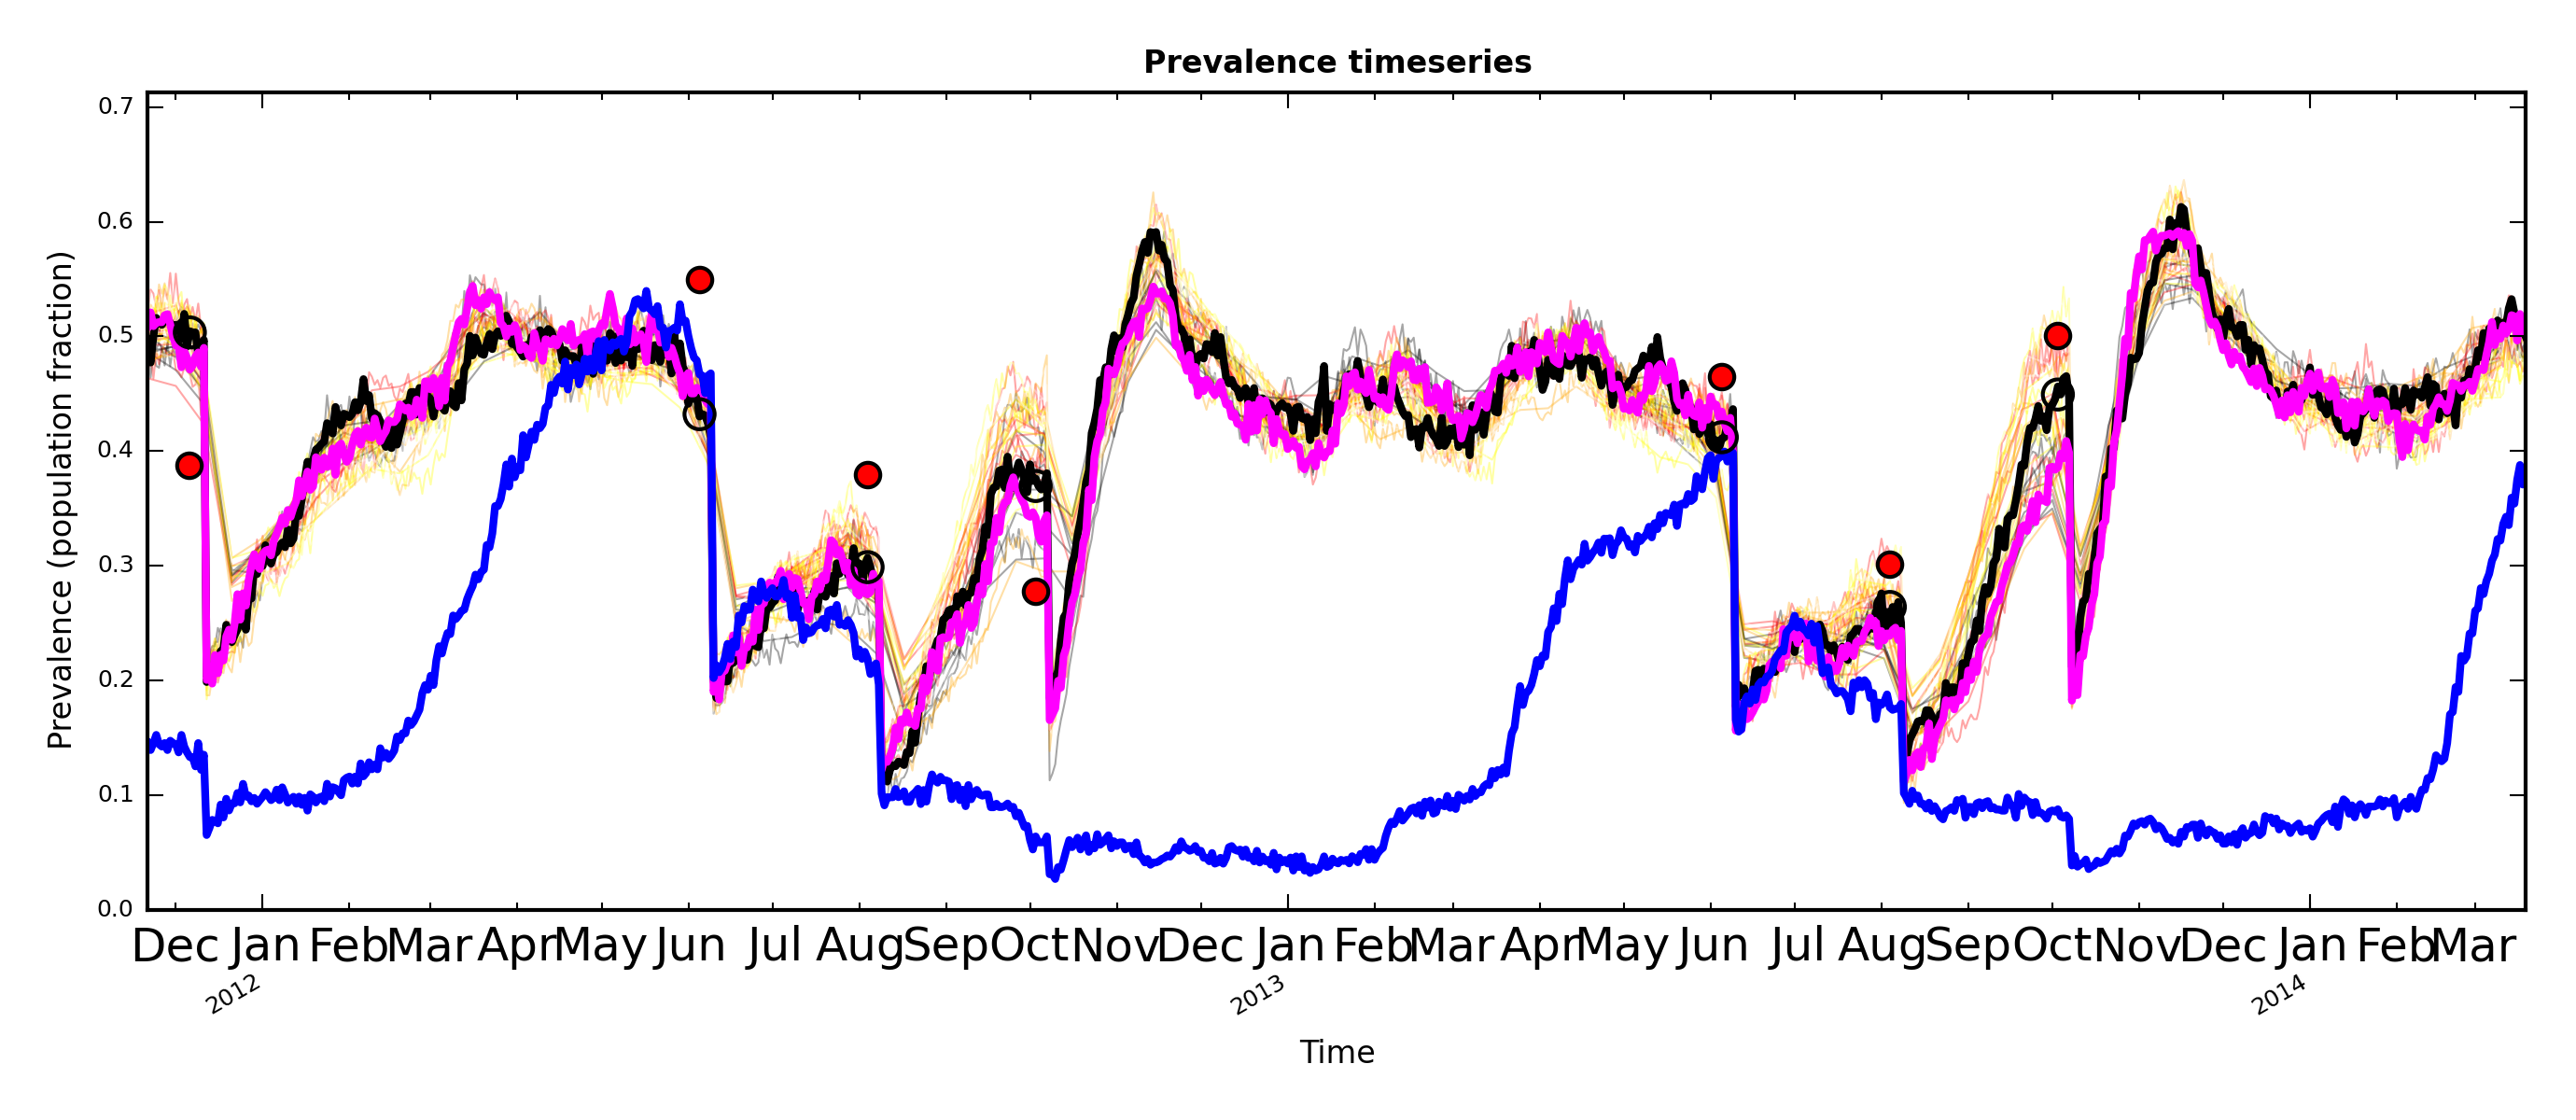 Prevalence timeseries
0.7
0.6
0.5
0.4
0.3
0.2
0.1
0.0
Prevalence (population fraction)
Dec Jan Feb Mar Apr May Jun Jul Aug Sep Oct Nov Dec Jan Feb Mar Apr May Jun Jul Aug Sep Oct Nov Dec Jan Feb Mar
2012 2013 2014
Time